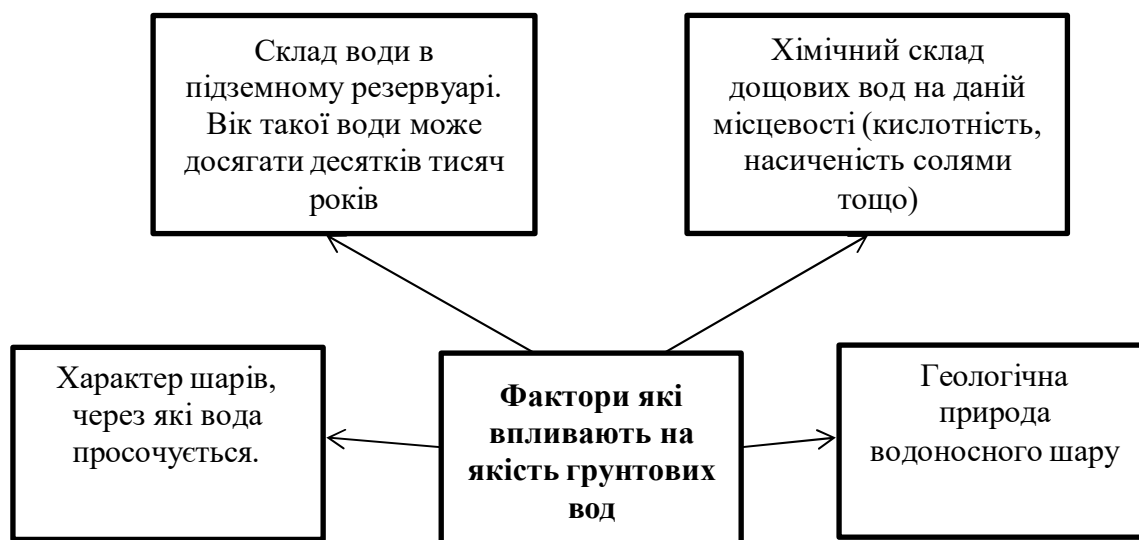 Склад води в
підземному резервуарі.
Вік такої води може
досягати десятків тисяч
років
Хімічний склад
дощових вод на даній
місцевості (кислотність,
насиченість солями
тощо)
Характер шарів,
через які вода
просочується.
Фактори які
впливають на
якість грунтових
вод
Геологічна
природа
водоносного шару